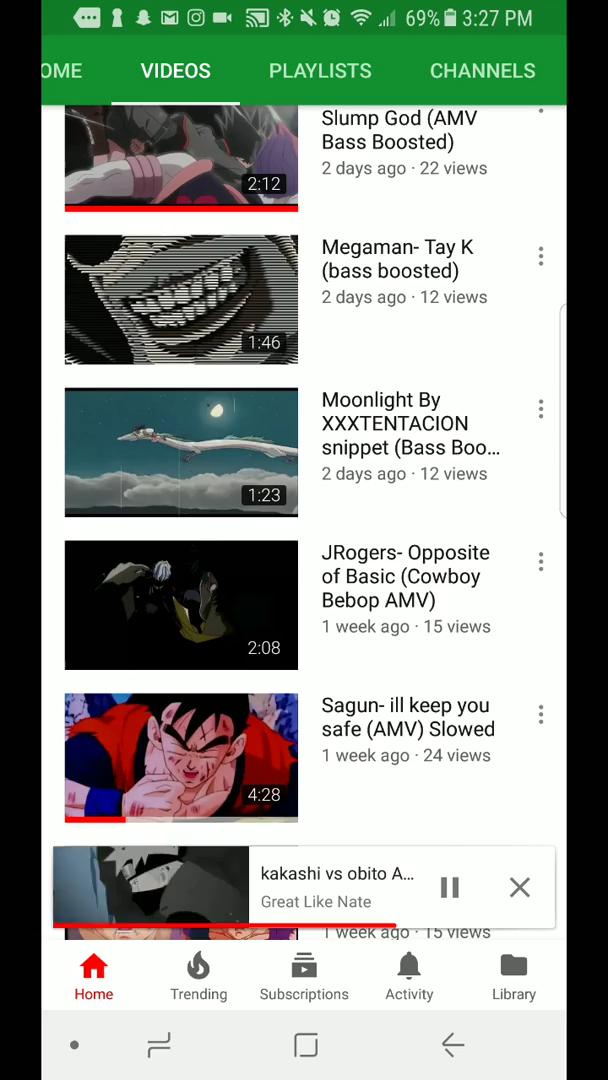 69% 3:27 PM
OME VIDEOS PLAYLISTS CHANNELS
Slump God (AMV
Bass Boosted)
2 days ago · 22 views
2:12
Megaman- Tay K
(bass boosted)
2 days ago · 12 views
1:46
Moonlight By
XXXTENTACION
snippet (Bass Boo...
2 days ago · 12 views
1:23
JRogers- Opposite
of Basic (Cowboy
Bebop AMV)
1 week ago · 15 views
2:08
Sagun- ill keep you
safe (AMV) Slowed
1 week ago · 24 views
4:28
kakashi vs obito A...
Great Like Nate
1 week ago · 15 views
Home Trending Subscriptions Activity Library